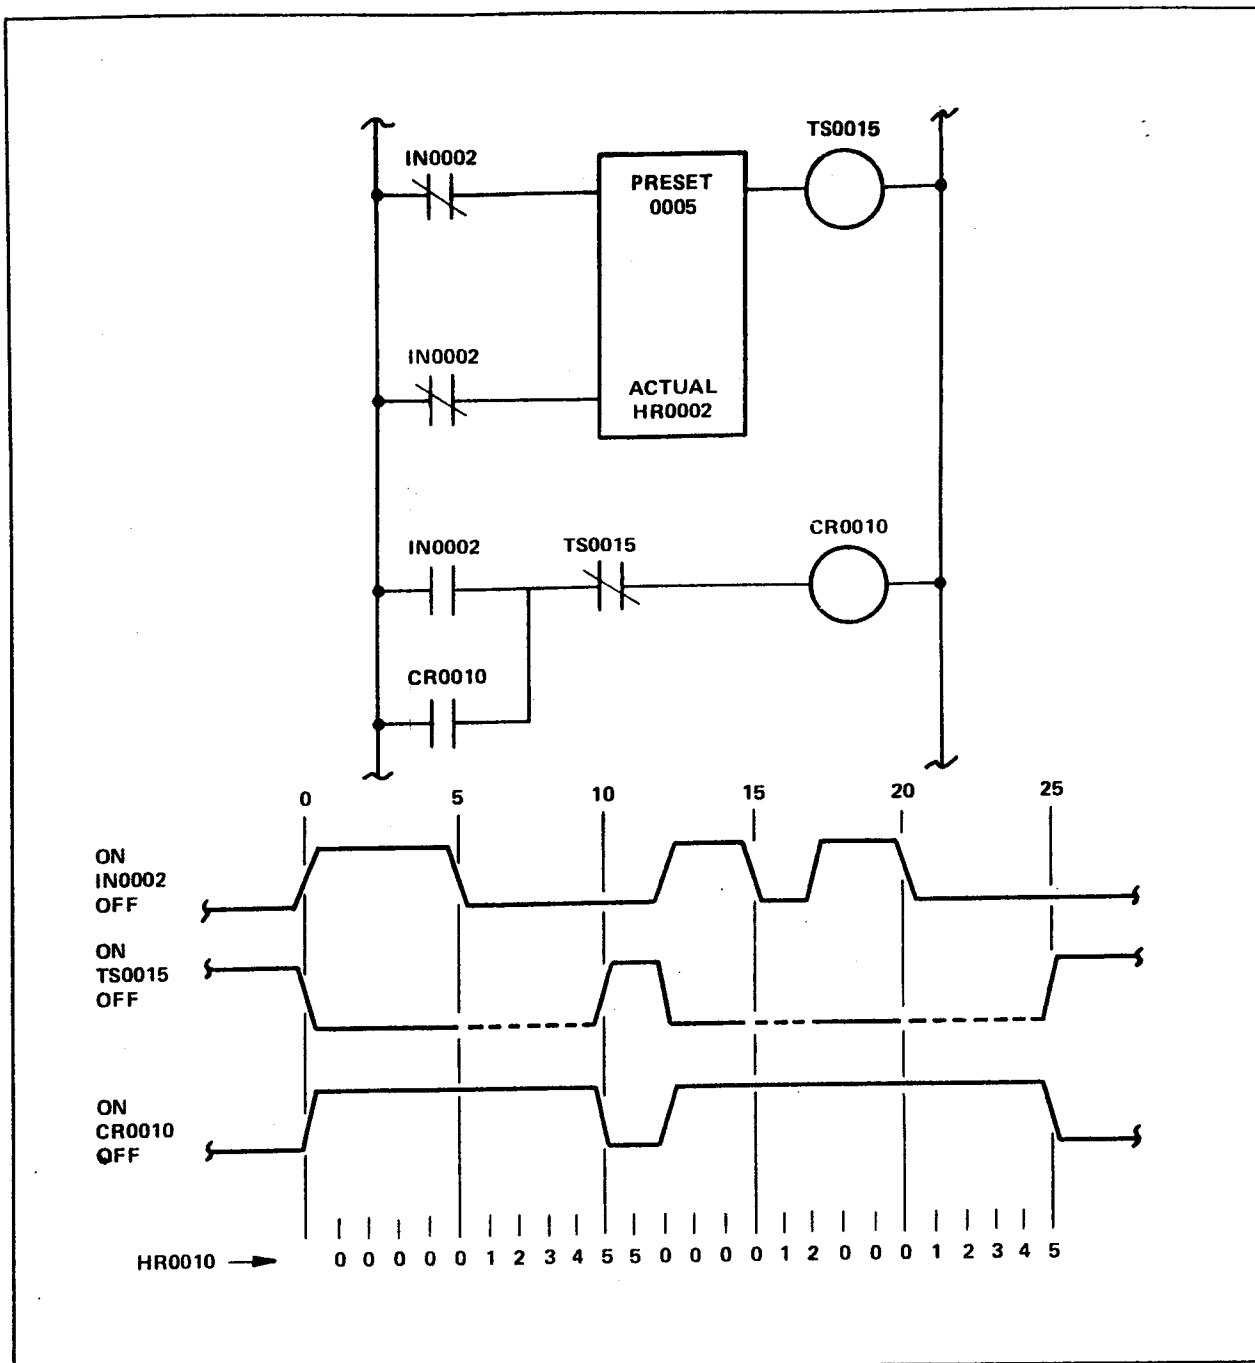 TS0015
IN0002
PRESET
0005
IN0002
ACTUAL
HR0002
CR0010
IN0002 TS0015
CR0010
0 5 10 15 20 25
ON
IN0002
OFF
ON
TS0015
OFF
ON
CR0010
OFF
HR0010 → 0 0 0 0 0 1 2 3 4 5 5 0 0 0 0 1 2 0 0 0 1 2 3 4 5